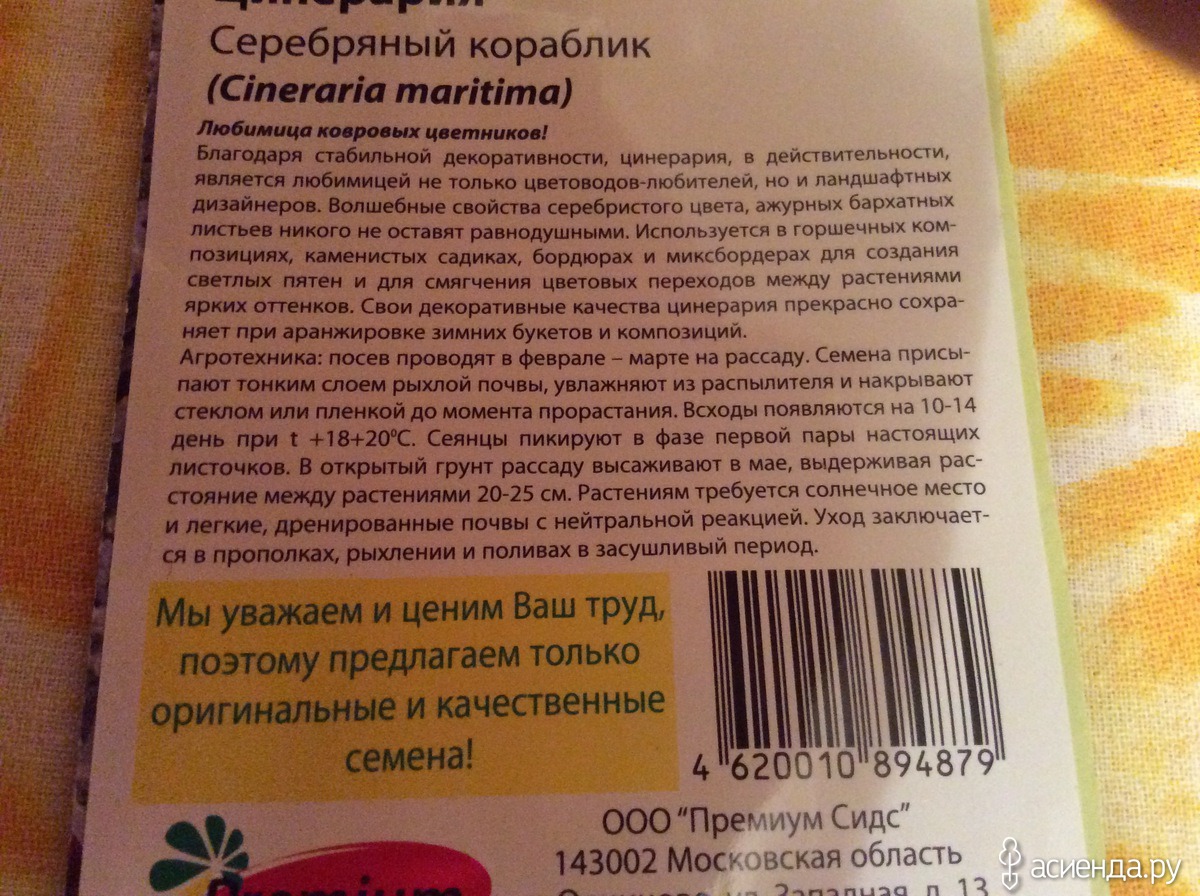 Цинерария
Серебряный кораблик
(Cineraria maritima)
Любимица ковровых цветников!
Благодаря стабильной декоративности, цинерария, в действительности,
является любимицей не только цветоводов-любителей, но и ландшафтных
дизайнеров. Волшебные свойства серебристого цвета, ажурных бархатных
листьев никого не оставят равнодушными. Используется в горшечных ком-
позициях, каменистых садиках, бордюрах и миксбордерах для создания
светлых пятен и для смягчения цветовых переходов между растениями
ярких оттенков. Свои декоративные качества цинерария прекрасно сохра-
няет при аранжировке зимних букетов и композиций.
Агротехника: посев проводят в феврале – марте на рассаду. Семена присы-
пают тонким слоем рыхлой почвы, увлажняют из распылителя и накрывают
стеклом или пленкой до момента прорастания. Всходы появляются на 10-14
день при t +18+20⁰С. Сеянцы пикируют в фазе первой пары настоящих
листочков. В открытый грунт рассаду высаживают в мае, выдерживая рас-
стояние между растениями 20-25 см. Растениям требуется солнечное место
и легкие, дренированные почвы с нейтральной реакцией. Уход заключает-
ся в прополках, рыхлении и поливах в засушливый период.
Мы уважаем и ценим Ваш труд,
поэтому предлагаем только
оригинальные и качественные
семена!
4 620010 894879
ООО "Премиум Сидс"
143002 Московская область
Одинцово, ул. Западная, д. 13
Premium
асиенда.ру